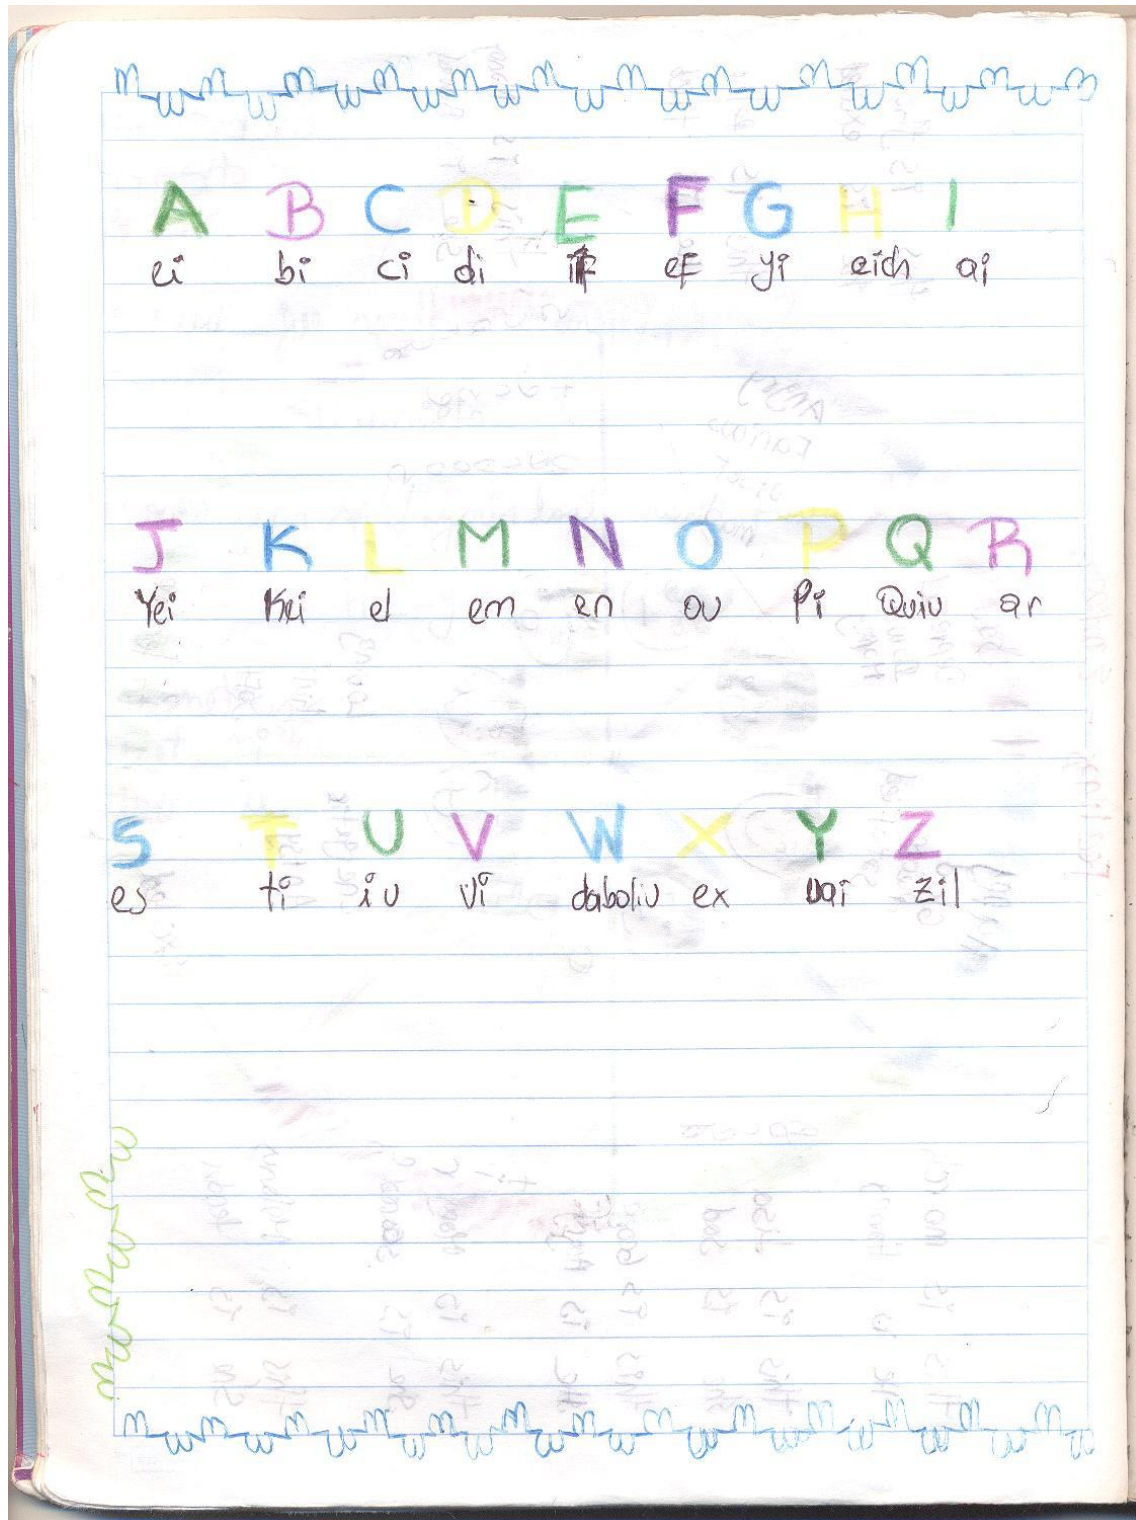 A B C D E F G H I
ei bi ci di i eF yi eich ai
J K L M N O P Q R
Yei Kei el em en ou Pi Quiu ar
S T U V W X Y Z
es ti iu Vi daboliu ex uai zil